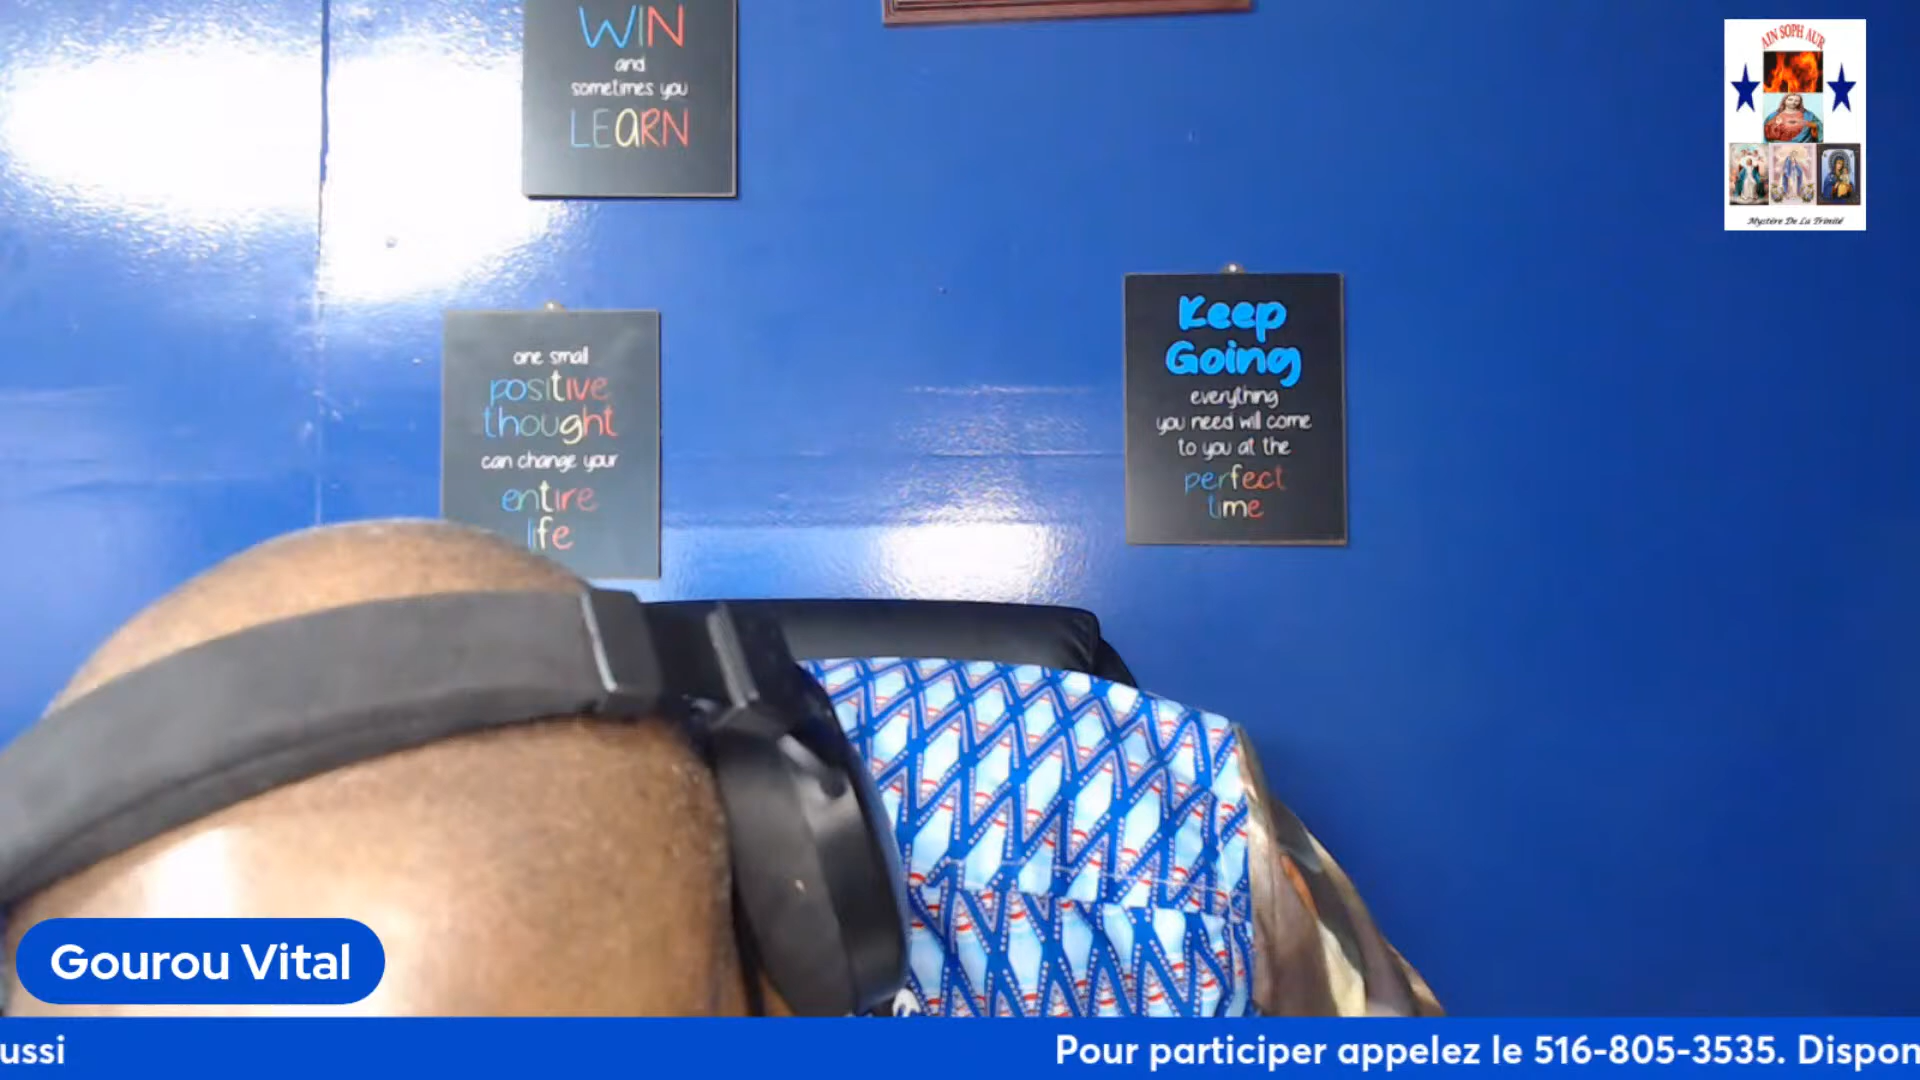 WIN
and
sometimes you
LEARN
AIN SOPH AUR
Mystère De La Trinité
Keep
Going
everything
you need will come
to you at the
perfect
time
one small
positive
thought
can change your
entire
life
Gourou Vital
ussi
Pour participer appelez le 516-805-3535. Dispon